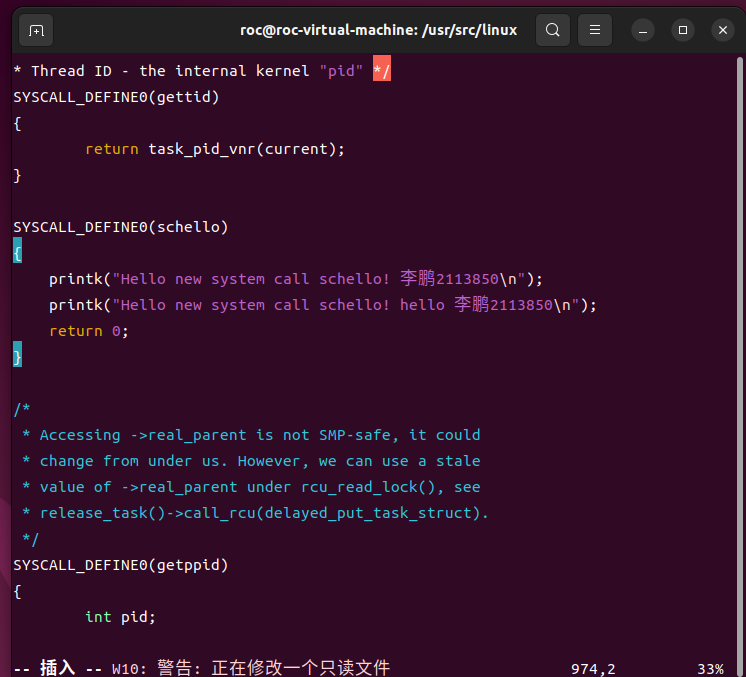 roc@roc-virtual-machine: /usr/src/linux
* Thread ID - the internal kernel "pid" */
SYSCALL_DEFINE0(gettid)
{
        return task_pid_vnr(current);
}

SYSCALL_DEFINE0(schello)
{
    printk("Hello new system call schello! 李鹏2113850\n");
    printk("Hello new system call schello! hello 李鹏2113850\n");
    return 0;
}

/*
 * Accessing ->real_parent is not SMP-safe, it could
 * change from under us. However, we can use a stale
 * value of ->real_parent under rcu_read_lock(), see
 * release_task()->call_rcu(delayed_put_task_struct).
 */
SYSCALL_DEFINE0(getppid)
{
        int pid;

-- 插入 -- W10: 警告: 正在修改一个只读文件 974,2 33%